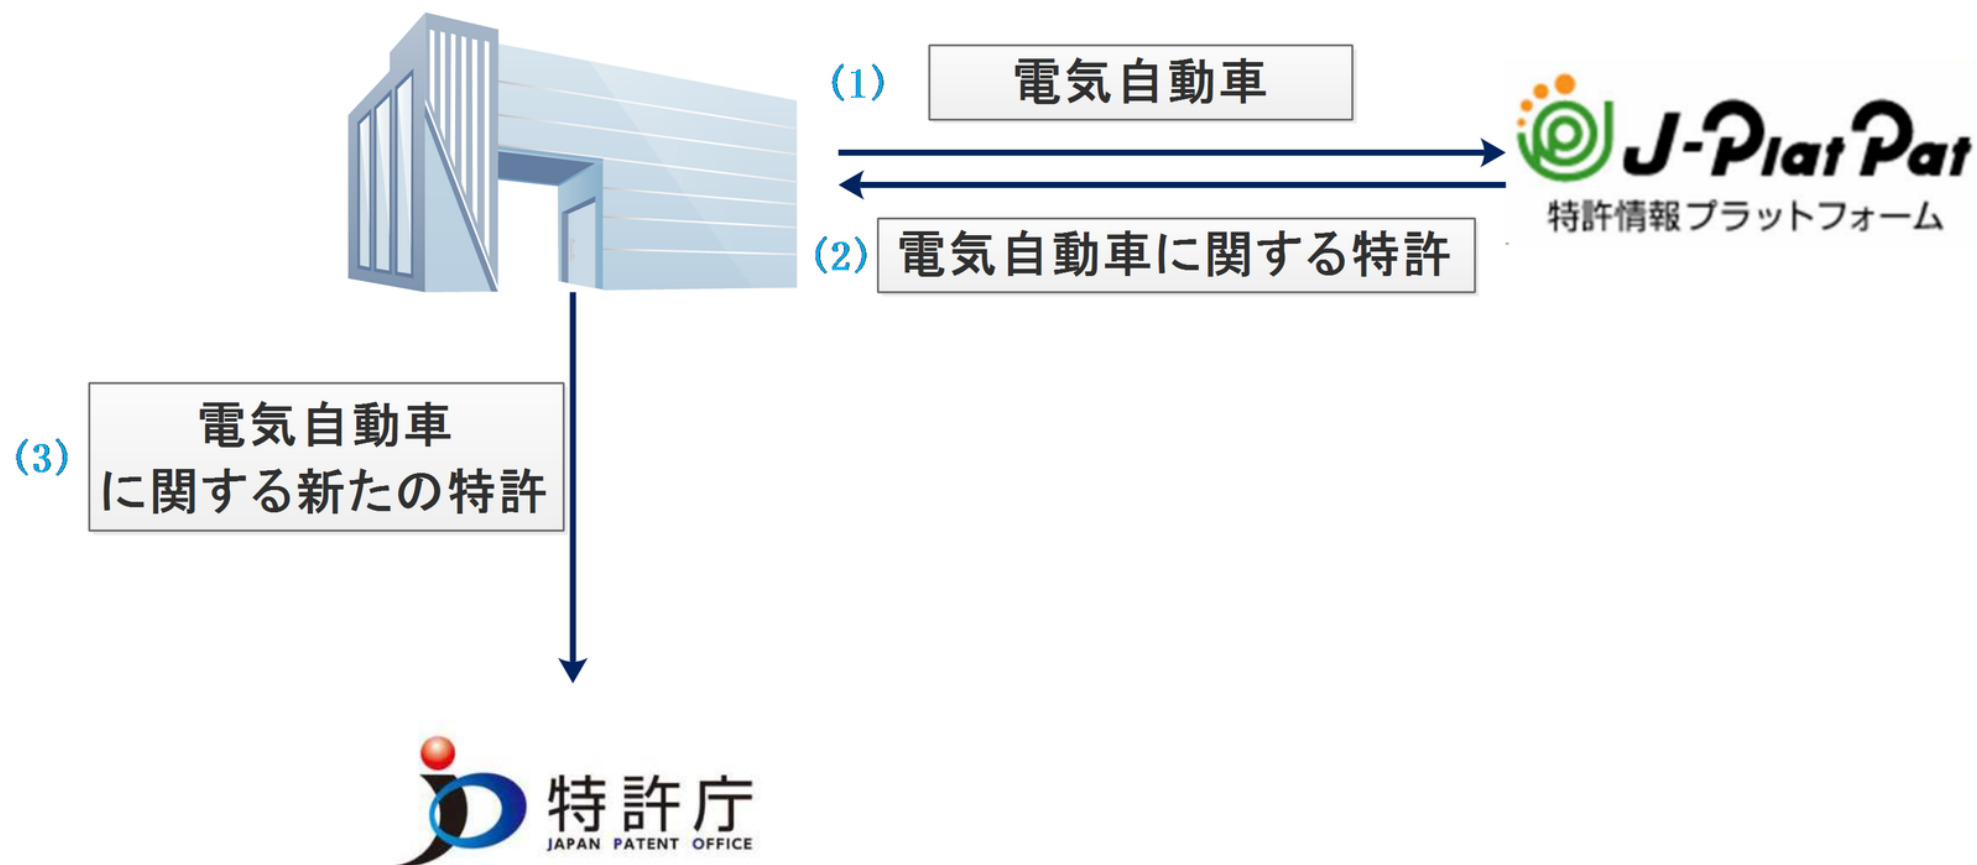 (1)
電気自動車
J-PlatPat
特許情報プラットフォーム
(2)
電気自動車に関する特許
(3)
電気自動車
に関する新たの特許
特許庁
JAPAN PATENT OFFICE